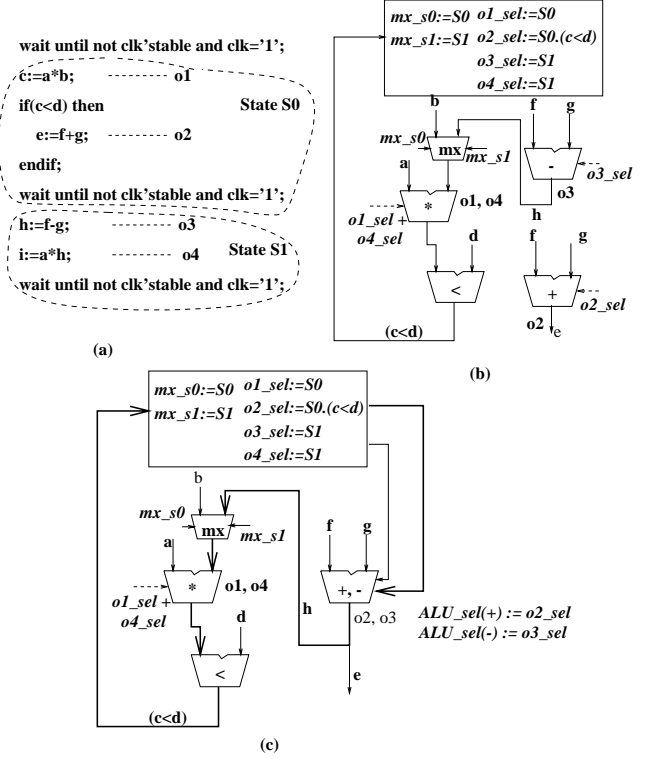 wait until not clk'stable and clk='1';
c:=a*b; -------- o1
if(c<d) then State S0
e:=f+g; -------- o2
endif;
wait until not clk'stable and clk='1';
h:=f-g; -------- o3
i:=a*h; -------- o4 State S1
wait until not clk'stable and clk='1';
(a)
mx_s0:=S0 o1_sel:=S0
mx_s1:=S1 o2_sel:=S0.(c<d)
o3_sel:=S1
o4_sel:=S1
b f g
mx_s0 mx mx_s1 -
a o3 o3_sel
* o1, o4 h
o1_sel +
o4_sel d f g
< +
o2_sel
(c<d) o2 e
(b)
mx_s0:=S0 o1_sel:=S0
mx_s1:=S1 o2_sel:=S0.(c<d)
o3_sel:=S1
o4_sel:=S1
b
mx_s0 mx mx_s1 f g
a
* o1, o4 +, -
o1_sel + h o2, o3 ALU_sel(+) := o2_sel
o4_sel d ALU_sel(-) := o3_sel
<
e
(c<d)
(c)